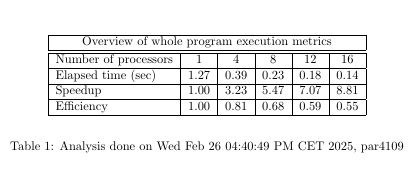 Overview of whole program execution metrics
Number of processors 1 4 8 12 16
Elapsed time (sec) 1.27 0.39 0.23 0.18 0.14
Speedup 1.00 3.23 5.47 7.07 8.81
Efficiency 1.00 0.81 0.68 0.59 0.55
Table 1: Analysis done on Wed Feb 26 04:40:49 PM CET 2025, par4109